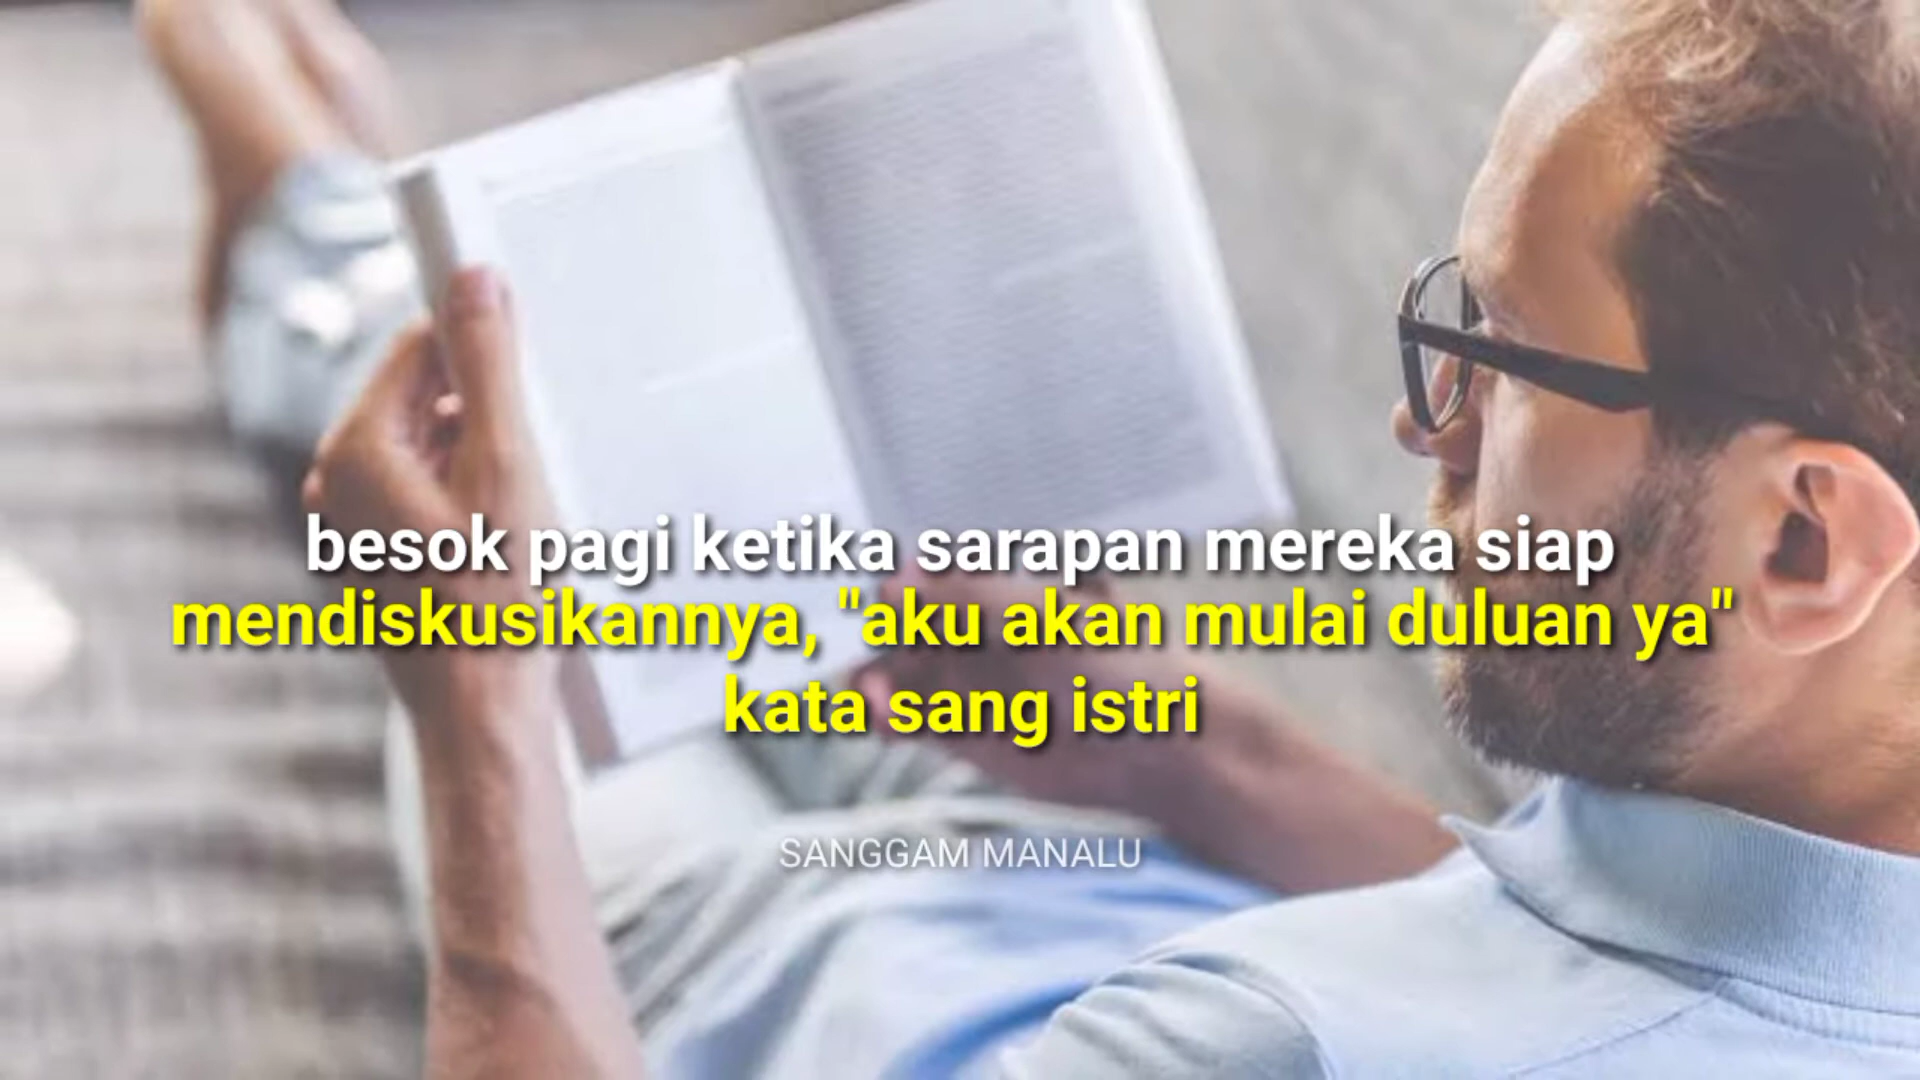 besok pagi ketika sarapan mereka siap
mendiskusikannya, "aku akan mulai duluan ya"
kata sang istri
SANGGAM MANALU